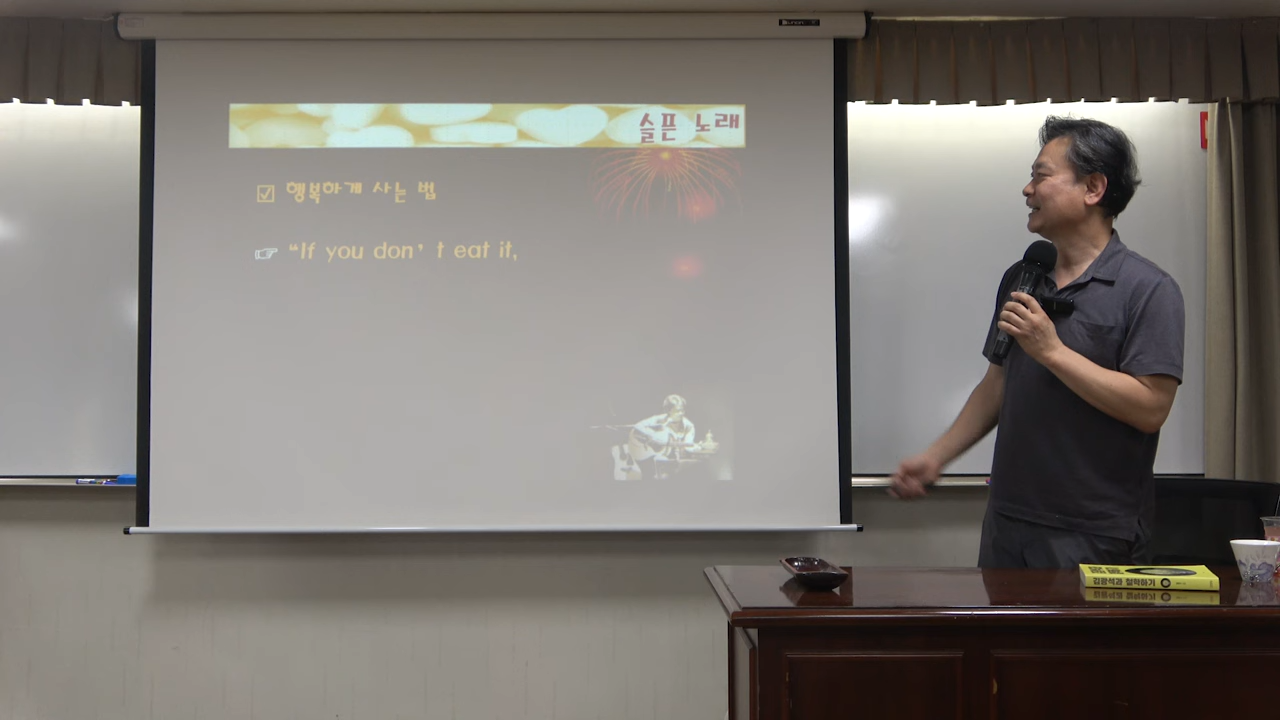 슬픈 노래
행복하게 사는 법
“If you don’t eat it,
김광석과 철학하기